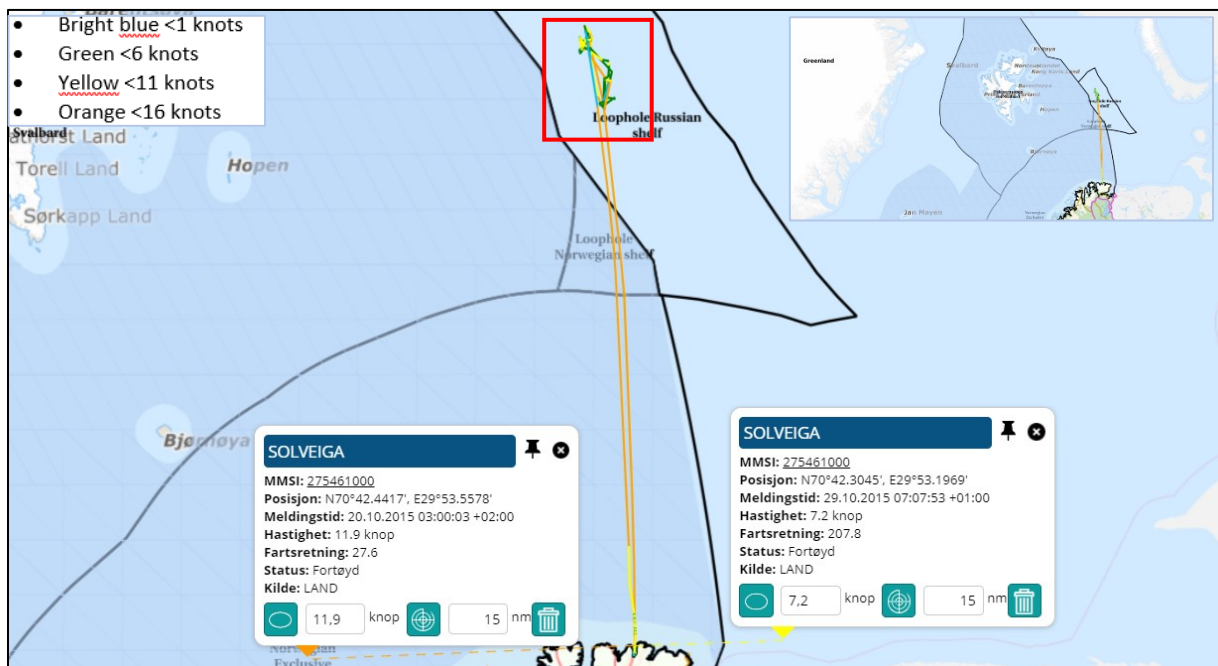 Bright blue <1 knots
Green <6 knots
Yellow <11 knots
Orange <16 knots
Svalbard
Torell Land
Hopen
Sørkapp Land
Loophole Russian
shelf
Loophole
Norwegian shelf
Bjørnøya
Greenland
Svalbard
Hopen
Bjørnøya
Jan Mayen
SOLVEIGA
MMSI: 275461000
Posisjon: N70°42.4417', E29°53.5578'
Meldingstid: 20.10.2015 03:00:03 +02:00
Hastighet: 11.9 knop
Fartsretning: 27.6
Status: Fortøyd
Kilde: LAND
11,9 knop 15 nm
SOLVEIGA
MMSI: 275461000
Posisjon: N70°42.3045', E29°53.1969'
Meldingstid: 29.10.2015 07:07:53 +01:00
Hastighet: 7.2 knop
Fartsretning: 207.8
Status: Fortøyd
Kilde: LAND
7,2 knop 15 nm
Norwegian
Exclusive